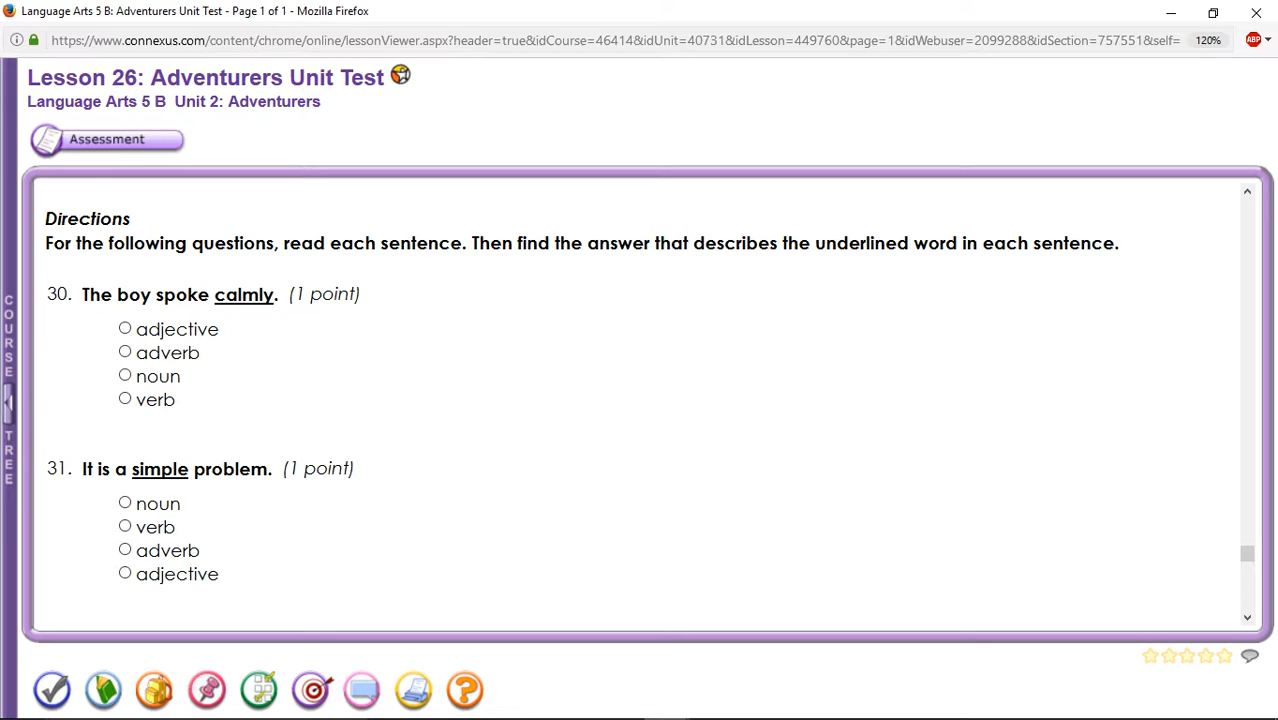 Language Arts 5 B: Adventurers Unit Test - Page 1 of 1 - Mozilla Firefox
https://www.connexus.com/content/chrome/online/lessonViewer.aspx?header=true&idCourse=46414&idUnit=40731&idLesson=449760&page=1&idWebuser=2099288&idSection=757551&self= 120% ABP
Lesson 26: Adventurers Unit Test
Language Arts 5 B Unit 2: Adventurers
Assessment
Directions
For the following questions, read each sentence. Then find the answer that describes the underlined word in each sentence.
30. The boy spoke calmly. (1 point)
adjective
adverb
noun
verb
31. It is a simple problem. (1 point)
noun
verb
adverb
adjective
COURSE TREE
?